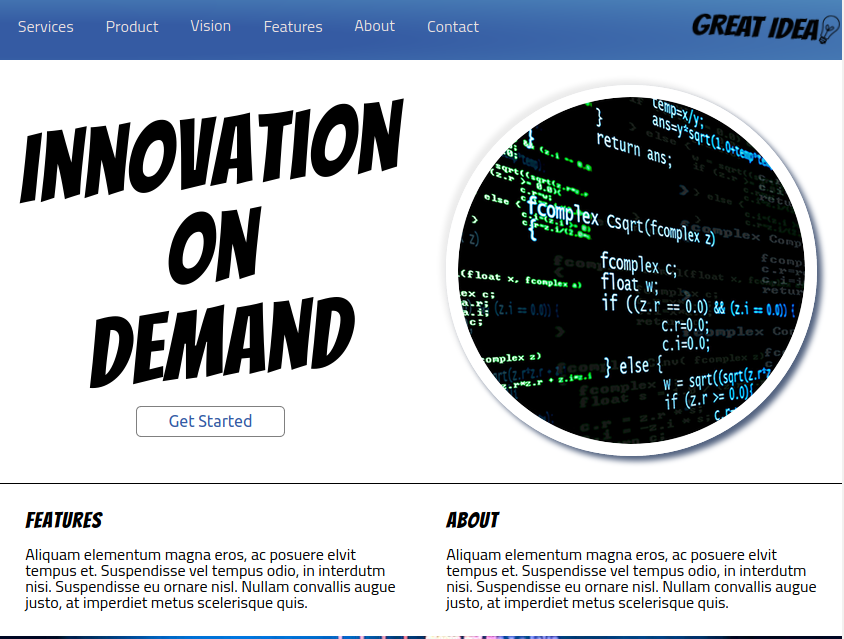 Services Product Vision Features About Contact GREAT IDEA
INNOVATION
ON
DEMAND
Get Started
temp=x/y;
ans=y*sqrt(1.0+temp*te
}
return ans;
}
else {
fcomplex Csqrt(fcomplex z)
{
fcomplex c;
float w;
if ((z.r == 0.0) && (z.i == 0.0)) {
c.r=0.0;
c.i=0.0;
} else {
w = sqrt((sqrt(z.r*z
if (z.r >= 0.0){
c.r=
(float x, fcomplex a)
FEATURES
Aliquam elementum magna eros, ac posuere elvit
tempus et. Suspendisse vel tempus odio, in interdutm
nisi. Suspendisse eu ornare nisl. Nullam convallis augue
justo, at imperdiet metus scelerisque quis.
ABOUT
Aliquam elementum magna eros, ac posuere elvit
tempus et. Suspendisse vel tempus odio, in interdutm
nisi. Suspendisse eu ornare nisl. Nullam convallis augue
justo, at imperdiet metus scelerisque quis.